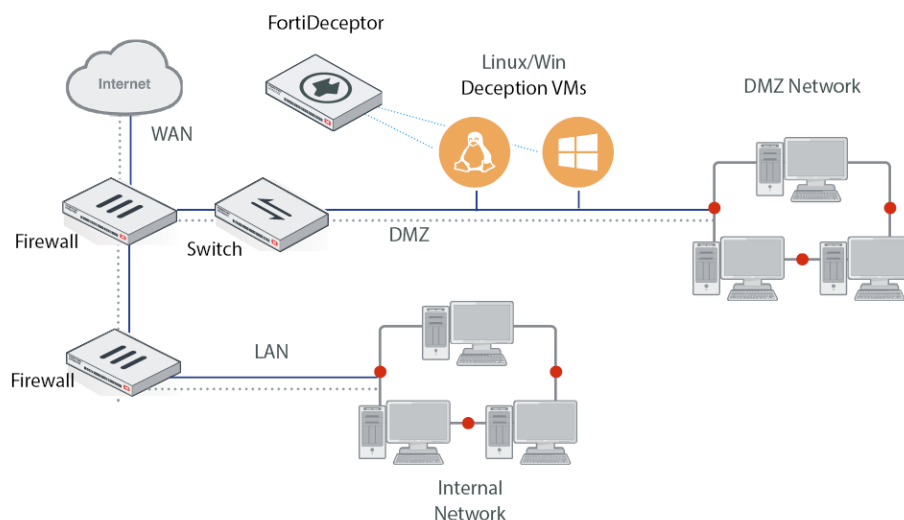 FortiDeceptor
Internet
Linux/Win
Deception VMs
DMZ Network
WAN
Firewall
Switch
DMZ
LAN
Firewall
Internal
Network